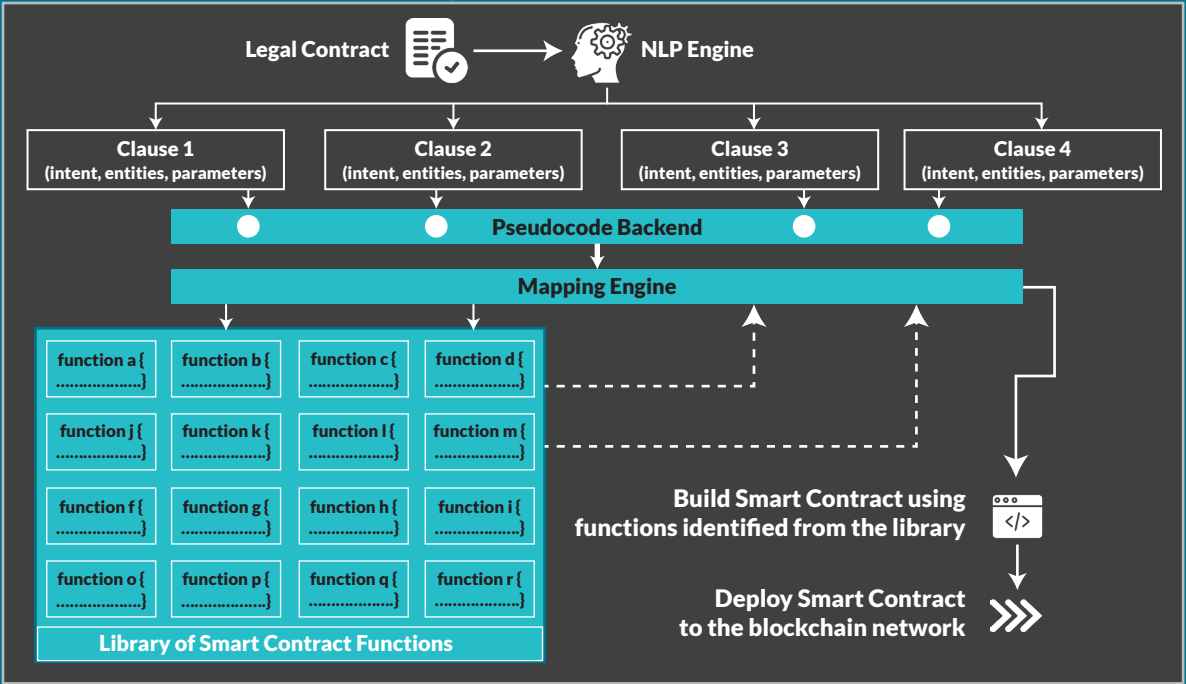 Legal Contract
NLP Engine
Clause 1
(intent, entities, parameters)
Clause 2
(intent, entities, parameters)
Clause 3
(intent, entities, parameters)
Clause 4
(intent, entities, parameters)
Pseudocode Backend
Mapping Engine
function a {
...................}
function b {
...................}
function c {
...................}
function d {
...................}
function j {
...................}
function k {
...................}
function l {
...................}
function m {
...................}
function f {
...................}
function g {
...................}
function h {
...................}
function i {
...................}
function o {
...................}
function p {
...................}
function q {
...................}
function r {
...................}
Library of Smart Contract Functions
Build Smart Contract using
functions identified from the library
</>
Deploy Smart Contract
to the blockchain network